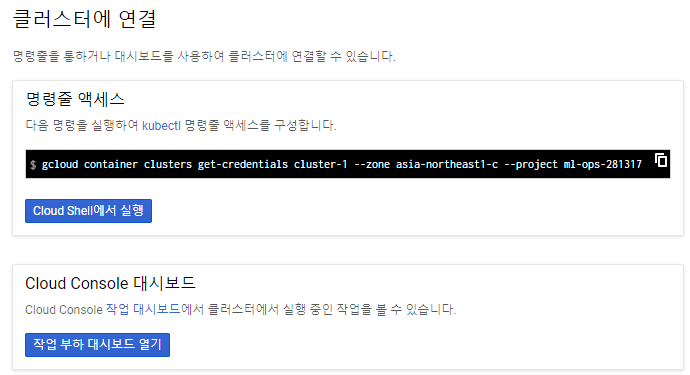 클러스터에 연결
명령줄을 통하거나 대시보드를 사용하여 클러스터에 연결할 수 있습니다.
명령줄 액세스
다음 명령을 실행하여 kubectl 명령줄 액세스를 구성합니다.
$ gcloud container clusters get-credentials cluster-1 --zone asia-northeast1-c --project ml-ops-281317
Cloud Shell에서 실행
Cloud Console 대시보드
Cloud Console 작업 대시보드에서 클러스터에서 실행 중인 작업을 볼 수 있습니다.
작업 부하 대시보드 열기